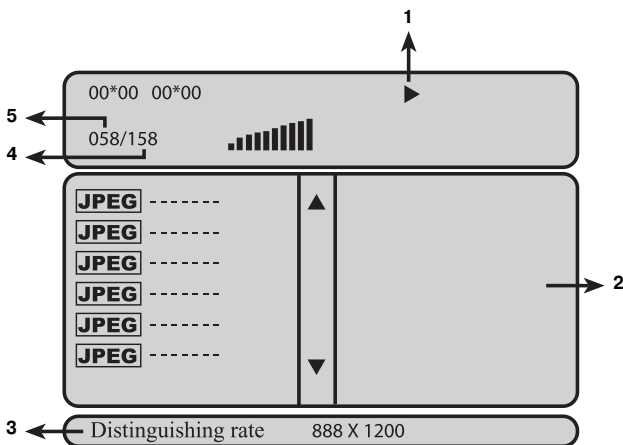 1
00*00 00*00
5
058/158
4
JPEG -------
JPEG -------
JPEG -------
2
JPEG -------
JPEG -------
JPEG -------
3
Distinguishing rate 888 X 1200